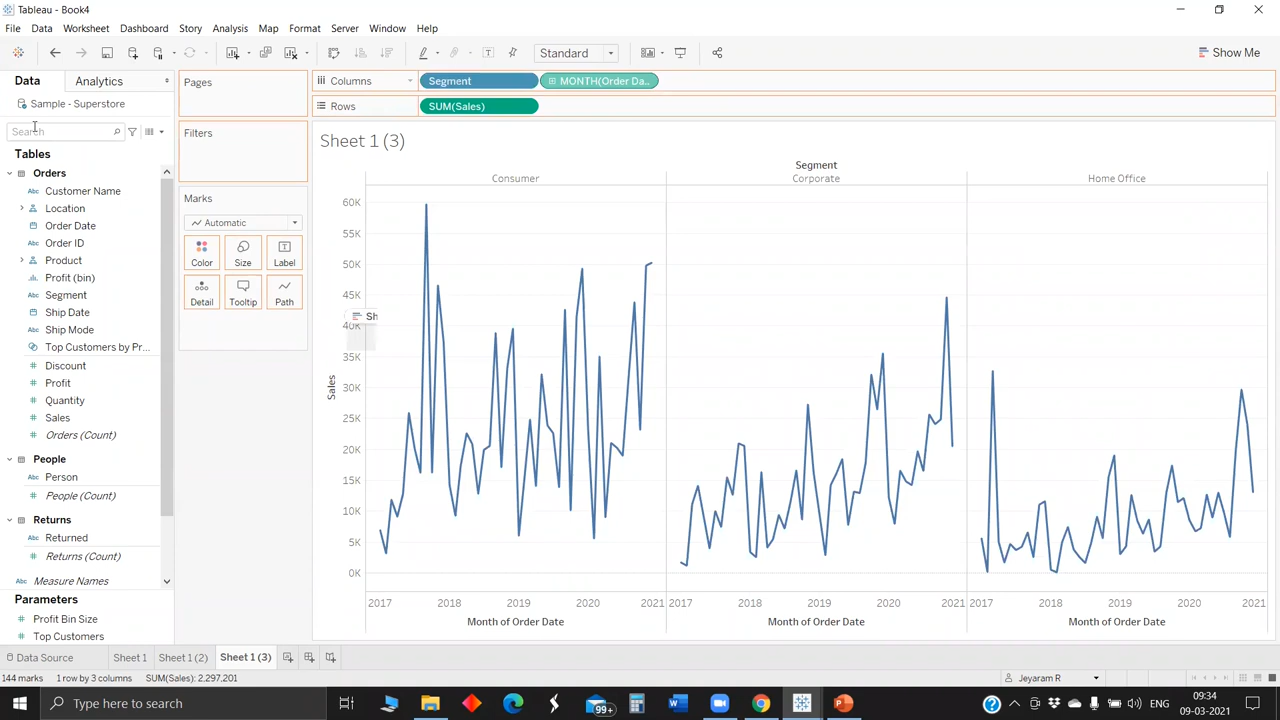 Tableau - Book4
File Data Worksheet Dashboard Story Analysis Map Format Server Window Help
Standard
Show Me
Data Analytics
Pages
Columns
Segment
MONTH(Order Da..
Sample - Superstore
Rows
SUM(Sales)
Search
Filters
Sheet 1 (3)
Tables
Orders
Customer Name
Location
Order Date
Order ID
Product
Profit (bin)
Segment
Ship Date
Ship Mode
Top Customers by Pr...
Discount
Profit
Quantity
Sales
Orders (Count)
People
Person
People (Count)
Returns
Returned
Returns (Count)
Measure Names
Parameters
Profit Bin Size
Top Customers
Marks
Automatic
Color Size Label
Detail Tooltip Path
Segment
Consumer Corporate Home Office
60K
55K
50K
45K
Sh
40K
35K
30K
25K
20K
15K
10K
5K
0K
Sales
2017 2018 2019 2020 2021 2017 2018 2019 2020 2021 2017 2018 2019 2020 2021
Month of Order Date Month of Order Date Month of Order Date
Data Source Sheet 1 Sheet 1 (2) Sheet 1 (3)
144 marks 1 row by 3 columns SUM(Sales): 2,297,201
Jeyaram R
Type here to search
99+
ENG
09:34
09-03-2021